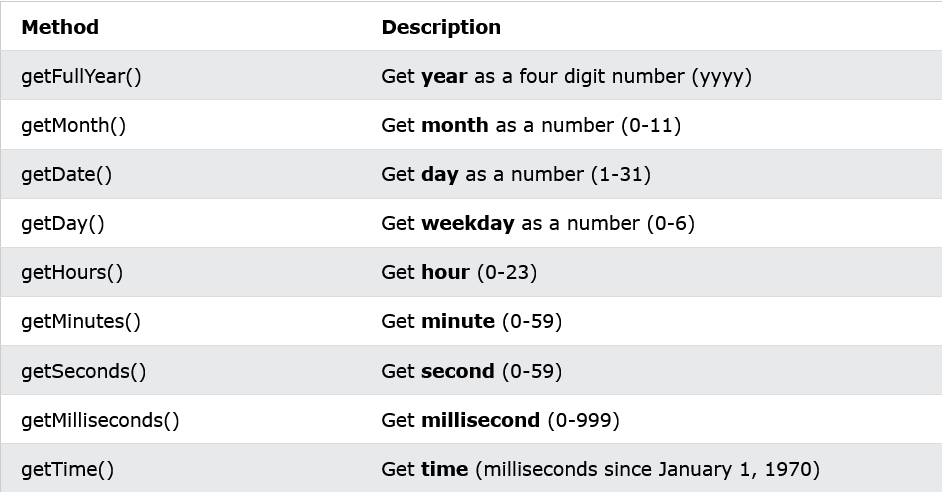 Method Description
getFullYear() Get year as a four digit number (yyyy)
getMonth() Get month as a number (0-11)
getDate() Get day as a number (1-31)
getDay() Get weekday as a number (0-6)
getHours() Get hour (0-23)
getMinutes() Get minute (0-59)
getSeconds() Get second (0-59)
getMilliseconds() Get millisecond (0-999)
getTime() Get time (milliseconds since January 1, 1970)